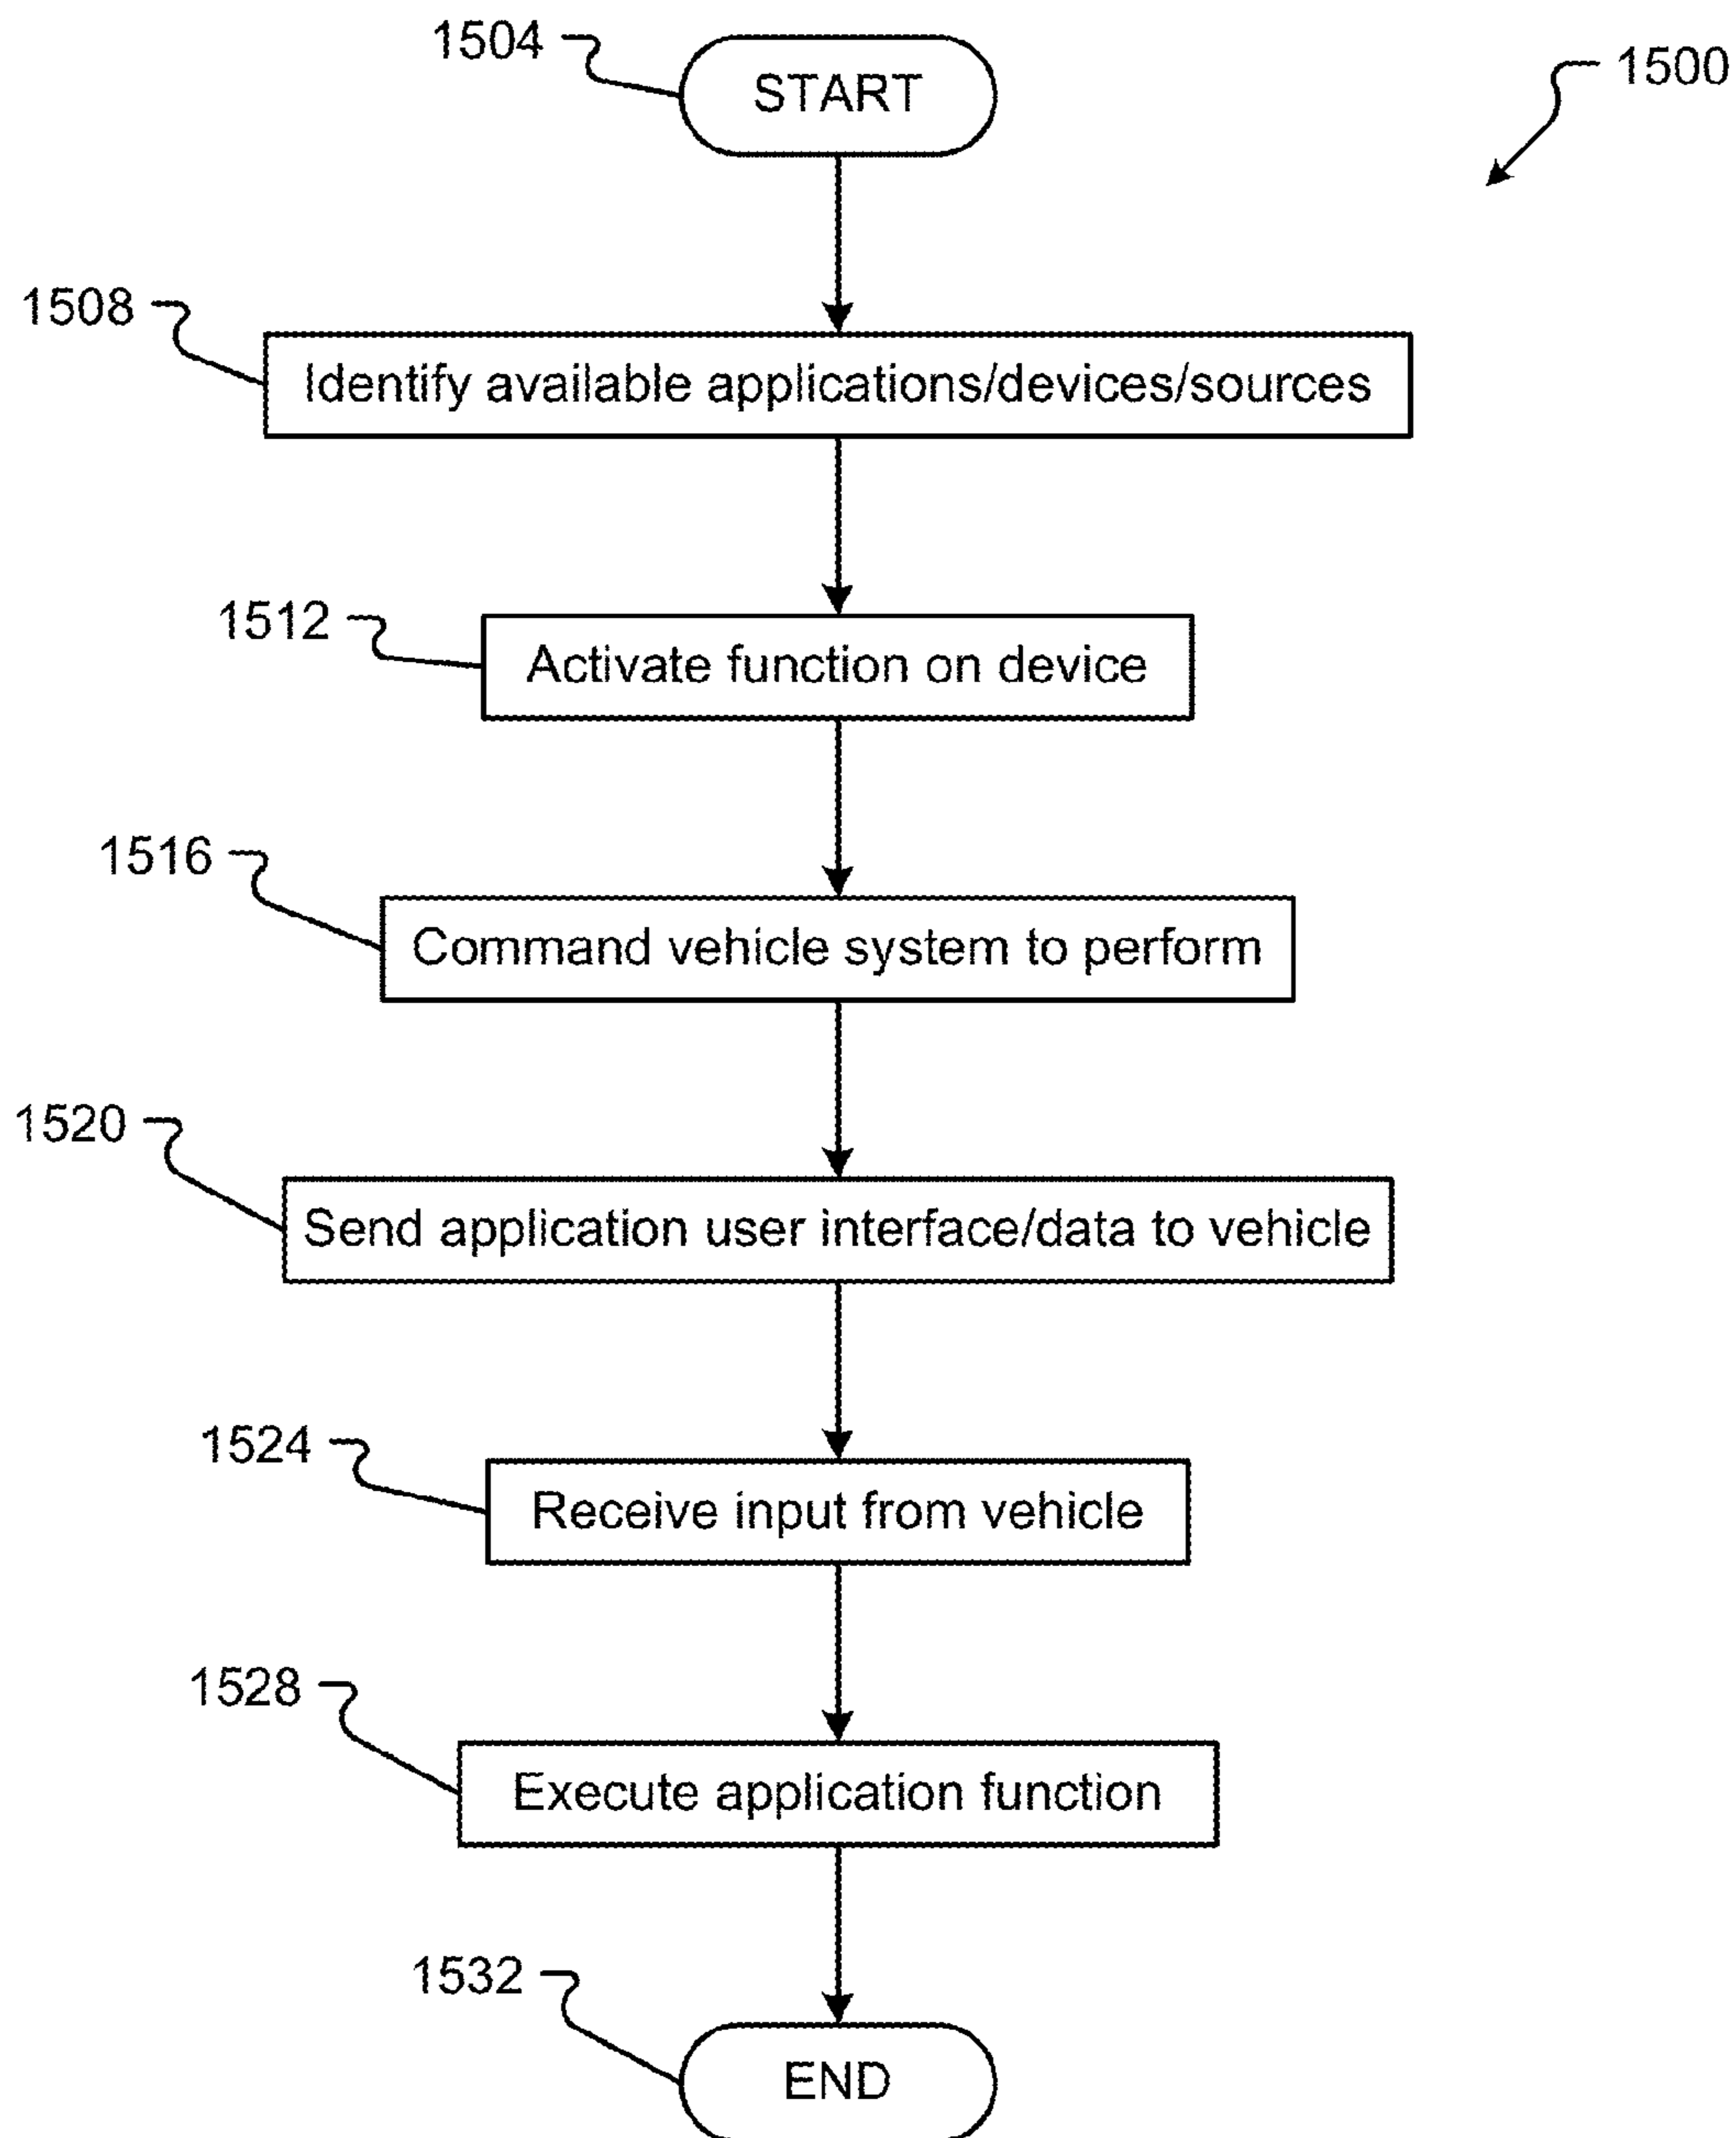 1504
START
1500
1508
Identify available applications/devices/sources
1512
Activate function on device
1516
Command vehicle system to perform
1520
Send application user interface/data to vehicle
1524
Receive input from vehicle
1528
Execute application function
1532
END